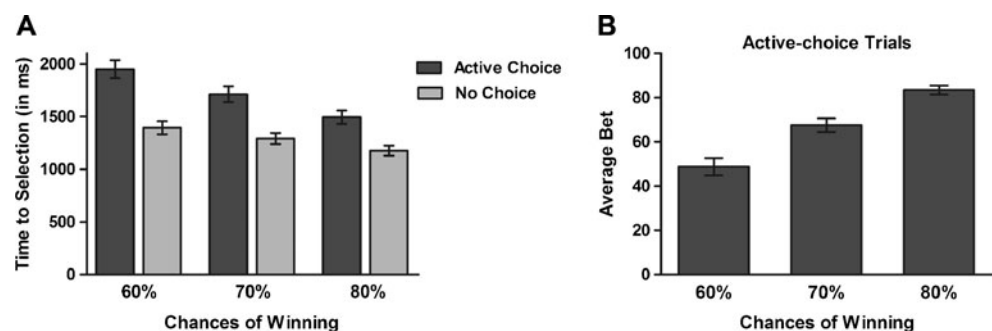 A
Time to Selection (in ms)
2000
1500
1000
500
0
60%
70%
80%
Chances of Winning
Active Choice
No Choice
B
Active-choice Trials
Average Bet
100
80
60
40
20
0
60%
70%
80%
Chances of Winning